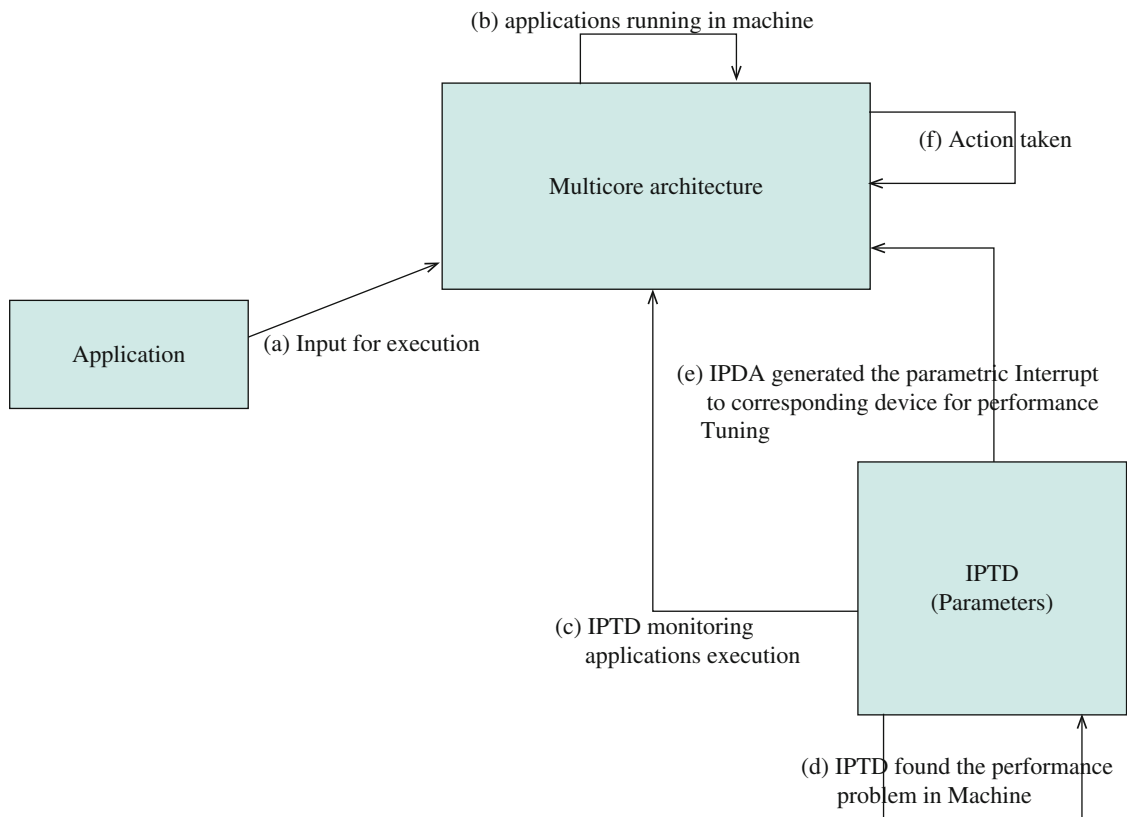 (b) applications running in machine
(f) Action taken
Multicore architecture
Application
(a) Input for execution
(e) IPDA generated the parametric Interrupt
to corresponding device for performance
Tuning
IPTD
(Parameters)
(c) IPTD monitoring
applications execution
(d) IPTD found the performance
problem in Machine